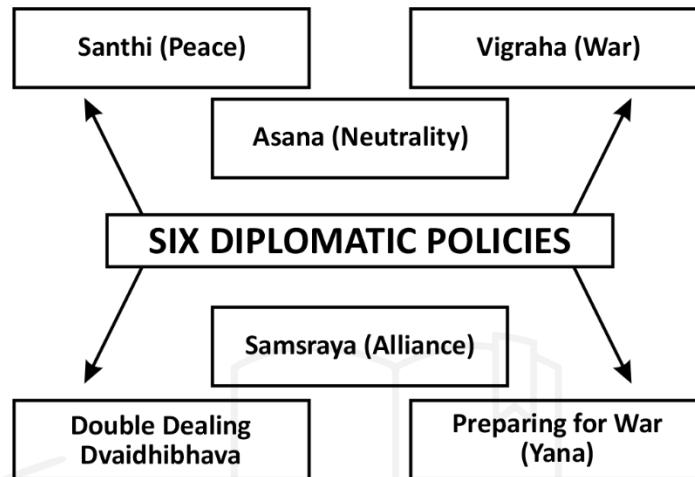 Santhi (Peace)
Vigraha (War)
Asana (Neutrality)
SIX DIPLOMATIC POLICIES
Samsraya (Alliance)
Double Dealing
Dvaidhibhava
Preparing for War
(Yana)